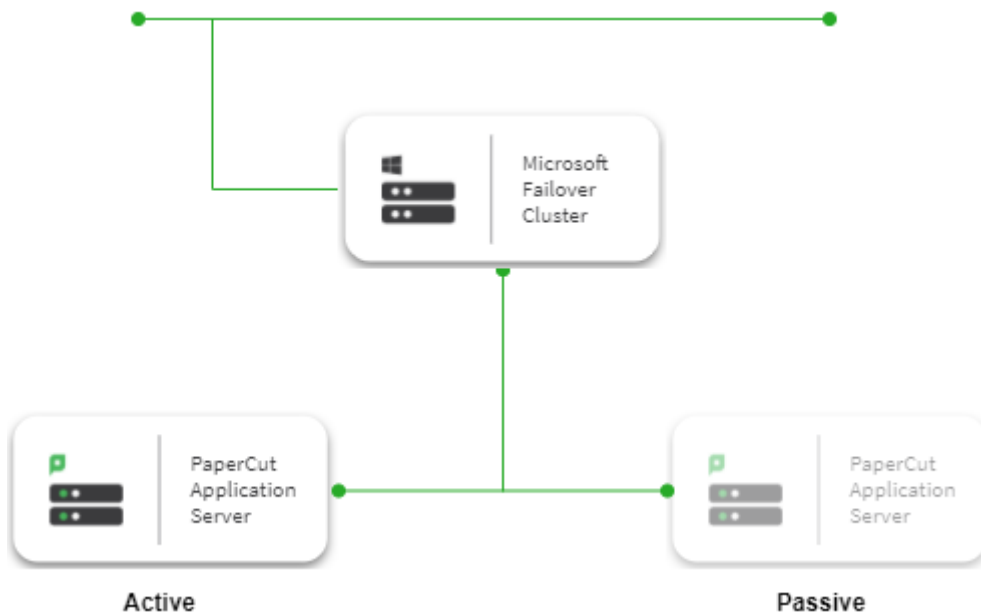 Microsoft
Failover
Cluster
PaperCut
Application
Server
PaperCut
Application
Server
Active
Passive